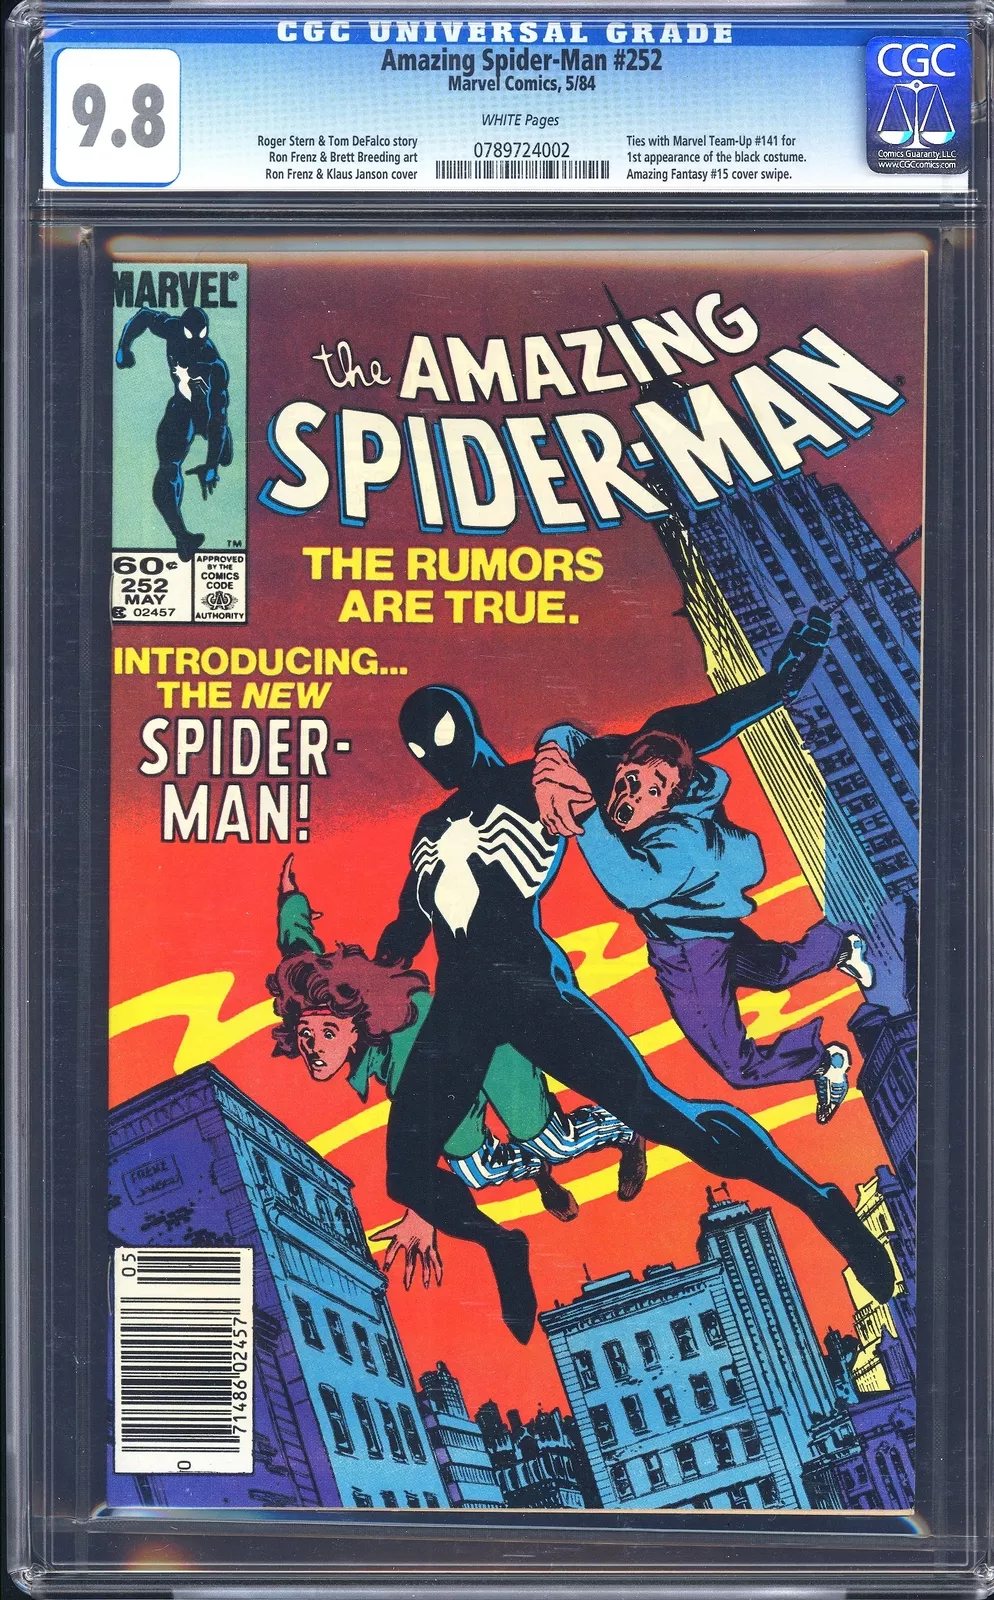 CGC UNIVERSAL GRADE
9.8
Amazing Spider-Man #252
Marvel Comics, 5/84
WHITE Pages
Roger Stern & Tom DeFalco story
Ron Frenz & Brett Breeding art
Ron Frenz & Klaus Janson cover
0789724002
Ties with Marvel Team-Up #141 for
1st appearance of the black costume.
Amazing Fantasy #15 cover swipe.
CGC
Comics Guaranty, LLC
www.CGCcomics.com
MARVEL®
TM
60¢
252
MAY
02457
APPROVED
BY THE
COMICS
CODE
AUTHORITY
the AMAZING
SPIDER-MAN
THE RUMORS
ARE TRUE.
INTRODUCING...
THE NEW
SPIDER-
MAN!
FRENZ
JANSON
05
71486 02457
0